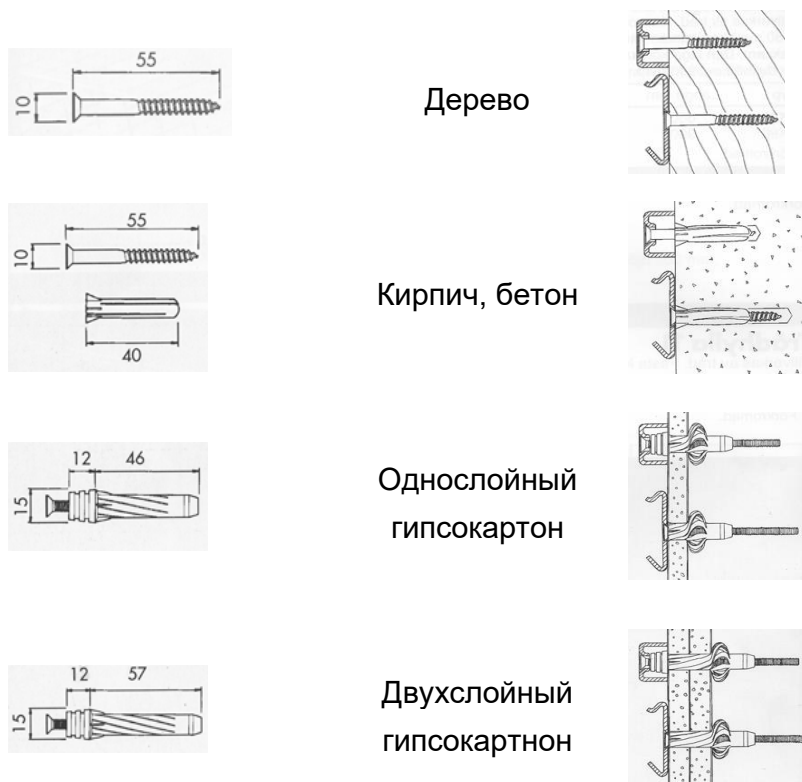 55
10
Дерево
55
10
40
Кирпич, бетон
12 46
15
Однослойный
гипсокартон
12 57
15
Двухслойный
гипсокартнон